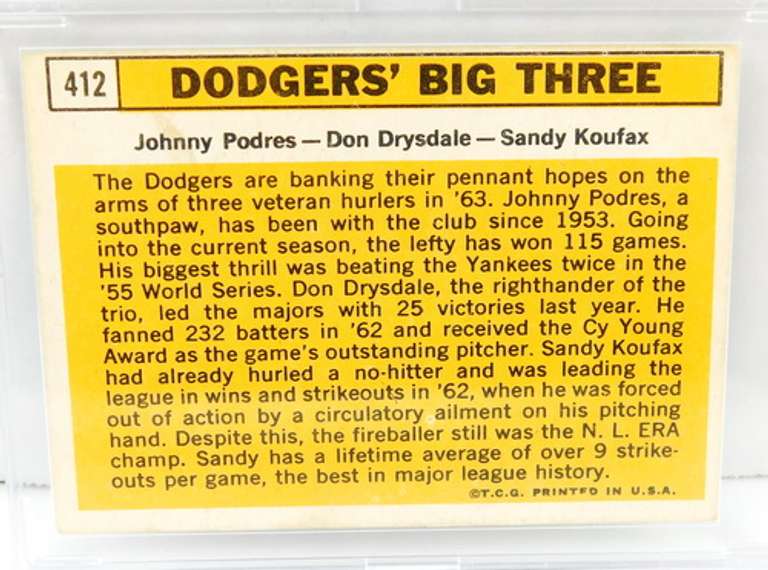 412 DODGERS' BIG THREE
Johnny Podres — Don Drysdale — Sandy Koufax
The Dodgers are banking their pennant hopes on the
arms of three veteran hurlers in '63. Johnny Podres, a
southpaw, has been with the club since 1953. Going
into the current season, the lefty has won 115 games.
His biggest thrill was beating the Yankees twice in the
'55 World Series. Don Drysdale, the righthander of the
trio, led the majors with 25 victories last year. He
fanned 232 batters in '62 and received the Cy Young
Award as the game's outstanding pitcher. Sandy Koufax
had already hurled a no-hitter and was leading the
league in wins and strikeouts in '62, when he was forced
out of action by a circulatory ailment on his pitching
hand. Despite this, the fireballer still was the N. L. ERA
champ. Sandy has a lifetime average of over 9 strike-
outs per game, the best in major league history.
©T.C.G. PRINTED IN U.S.A.